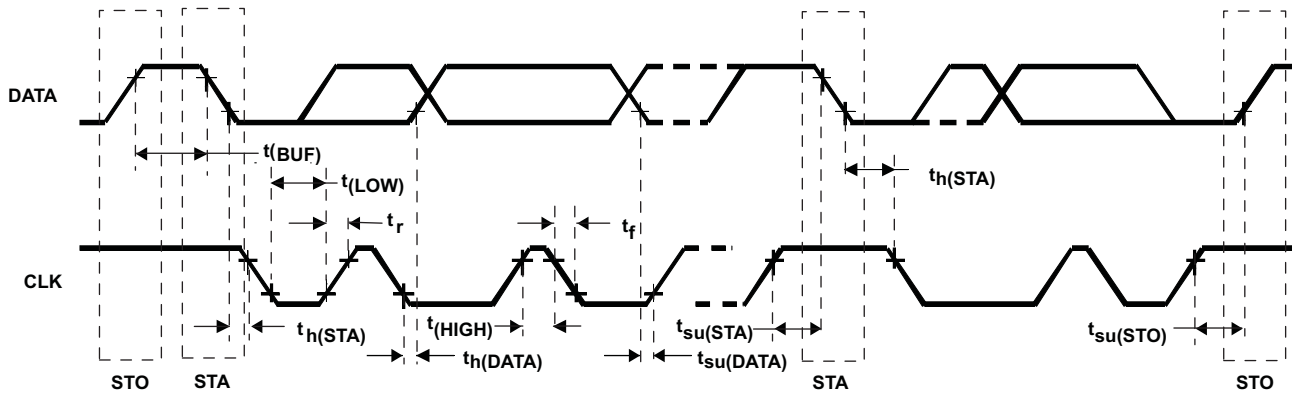 DATA
t(BUF)
t(LOW)
th(STA)
tr
tf
CLK
th(STA)
t(HIGH)
tsu(STA)
tsu(STO)
th(DATA)
tsu(DATA)
STO
STA
STA
STO